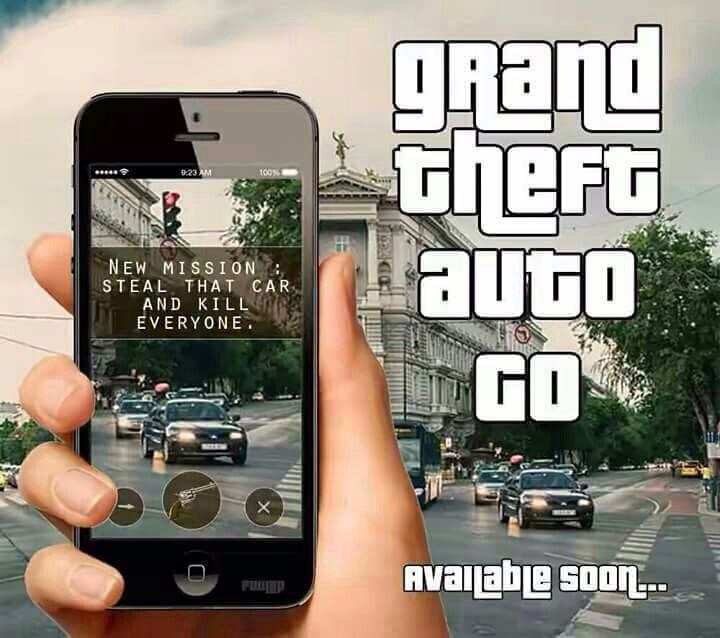 grand
theft
auto
GO
9:23 AM
100%
NEW MISSION :
STEAL THAT CAR
AND KILL
EVERYONE.
Available soon...